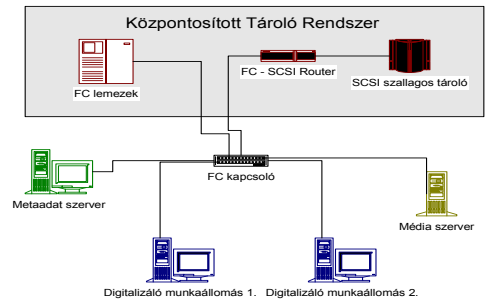 Központosított Tároló Rendszer
FC - SCSI Router
SCSI szallagos tároló
FC lemezek
FC kapcsoló
Metaadat szerver
Média szerver
Digitalizáló munkaállomás 1.
Digitalizáló munkaállomás 2.